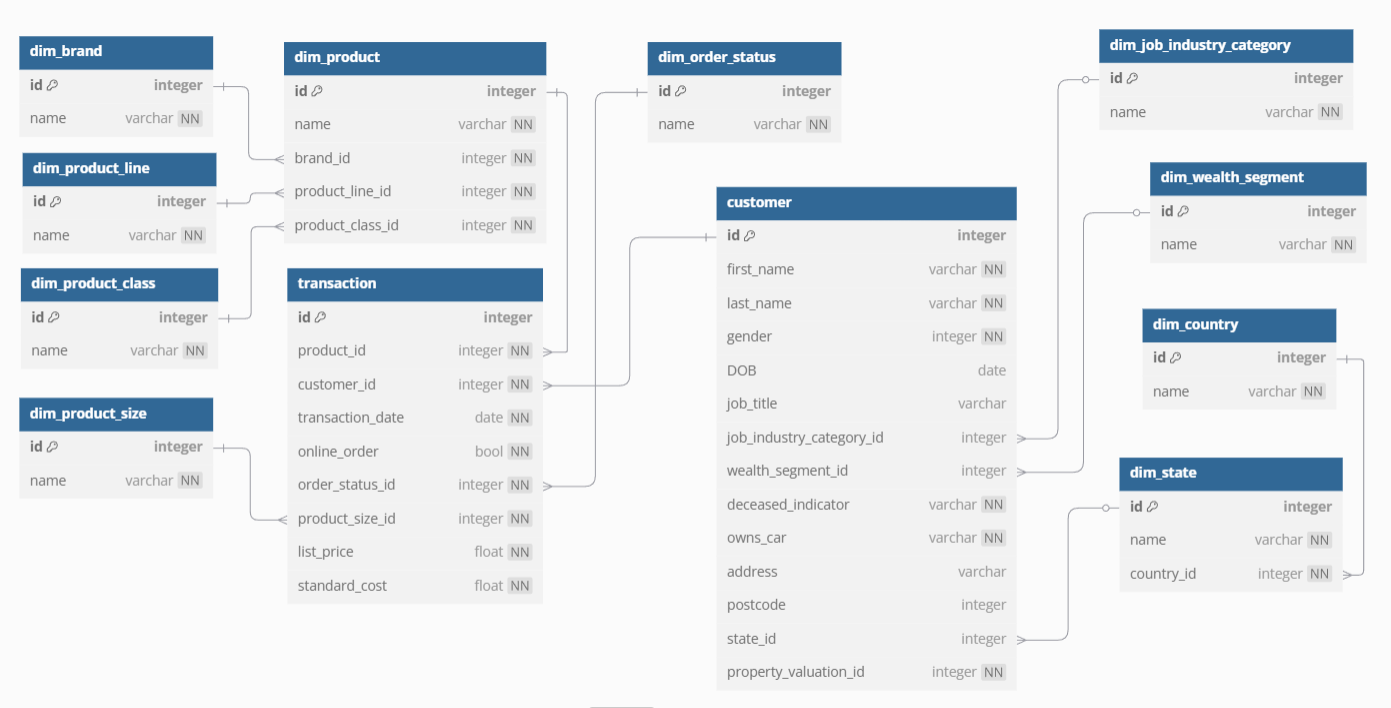 dim_brand
id integer
name varchar NN
dim_product_line
id integer
name varchar NN
dim_product_class
id integer
name varchar NN
dim_product_size
id integer
name varchar NN
dim_product
id integer
name varchar NN
brand_id integer NN
product_line_id integer NN
product_class_id integer NN
transaction
id integer
product_id integer NN
customer_id integer NN
transaction_date date NN
online_order bool NN
order_status_id integer NN
product_size_id integer NN
list_price float NN
standard_cost float NN
dim_order_status
id integer
name varchar NN
customer
id integer
first_name varchar NN
last_name varchar NN
gender integer NN
DOB date
job_title varchar
job_industry_category_id integer
wealth_segment_id integer
deceased_indicator varchar NN
owns_car varchar NN
address varchar
postcode integer
state_id integer
property_valuation_id integer NN
dim_job_industry_category
id integer
name varchar NN
dim_wealth_segment
id integer
name varchar NN
dim_country
id integer
name varchar NN
dim_state
id integer
name varchar NN
country_id integer NN